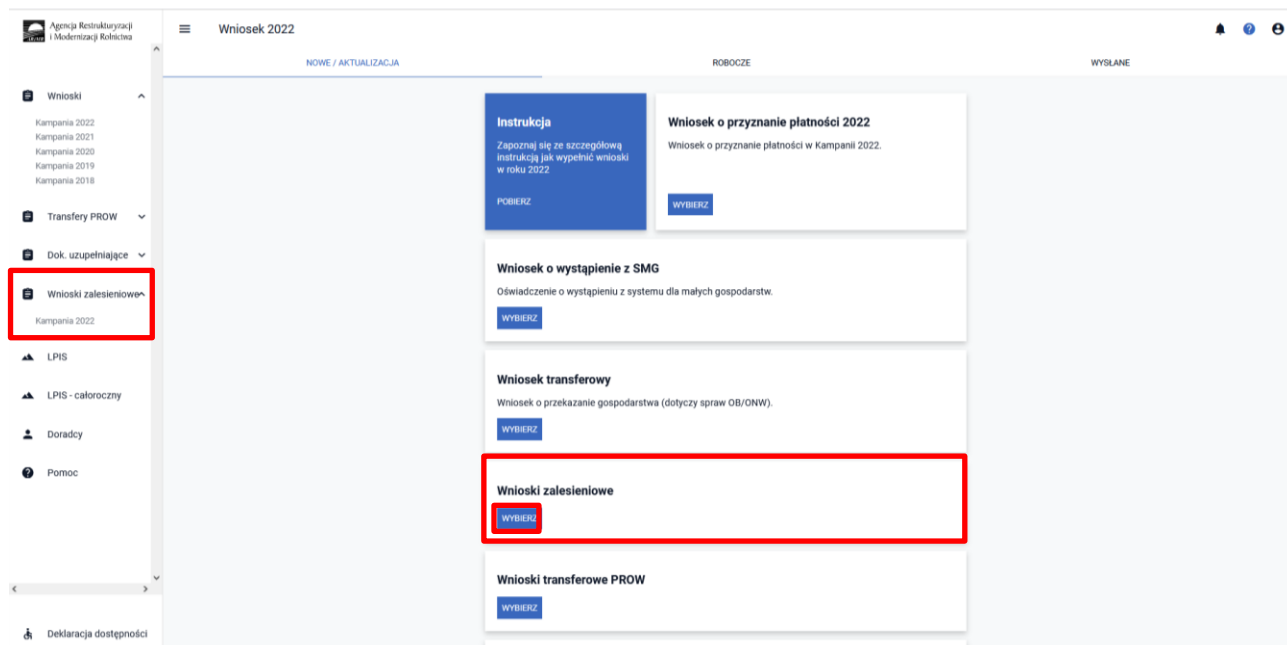 Agencja Restrukturyzacji
i Modernizacji Rolnictwa
Wniosek 2022
NOWE / AKTUALIZACJA
ROBOCZE
WYSŁANE
Wnioski
Kampania 2022
Kampania 2021
Kampania 2020
Kampania 2019
Kampania 2018
Transfery PROW
Dok. uzupełniające
Wnioski zalesieniowe
Kampania 2022
LPIS
LPIS - całoroczny
Doradcy
Pomoc
Deklaracja dostępności
Instrukcja
Zapoznaj się ze szczegółową
instrukcją jak wypełnić wnioski
w roku 2022
POBIERZ
Wniosek o przyznanie płatności 2022
Wniosek o przyznanie płatności w Kampanii 2022.
WYBIERZ
Wniosek o wystąpienie z SMG
Oświadczenie o wystąpieniu z systemu dla małych gospodarstw.
WYBIERZ
Wniosek transferowy
Wniosek o przekazanie gospodarstwa (dotyczy spraw OB/ONW).
WYBIERZ
Wnioski zalesieniowe
WYBIERZ
Wnioski transferowe PROW
WYBIERZ